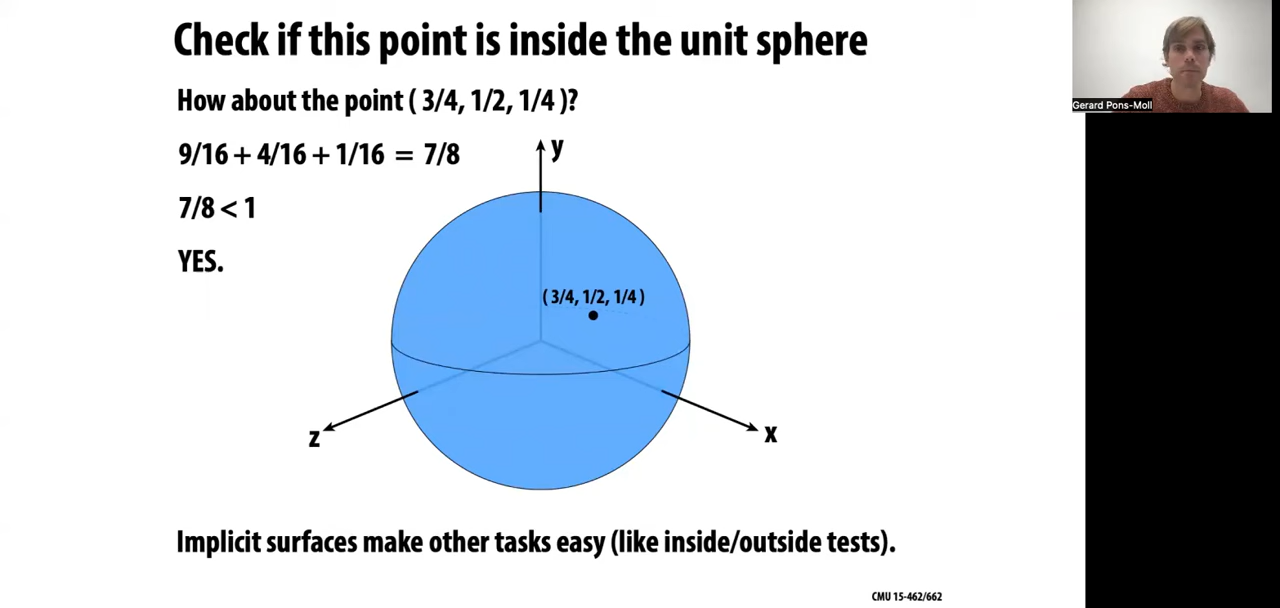 Check if this point is inside the unit sphere
Gerard Pons-Moll
How about the point ( 3/4, 1/2, 1/4 )?
9/16 + 4/16 + 1/16 = 7/8
y
7/8 < 1
YES.
( 3/4, 1/2, 1/4 )
z
x
Implicit surfaces make other tasks easy (like inside/outside tests).
CMU 15-462/662